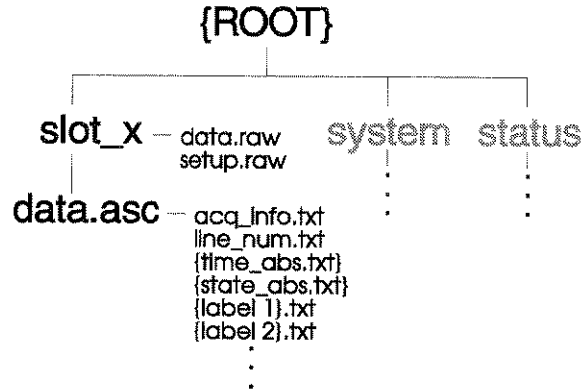 {ROOT}
slot_x data.raw system status
setup.raw
data.asc acq_info.txt
line_num.txt
{time_abs.txt}
{state_abs.txt}
{label 1}.txt
{label 2}.txt